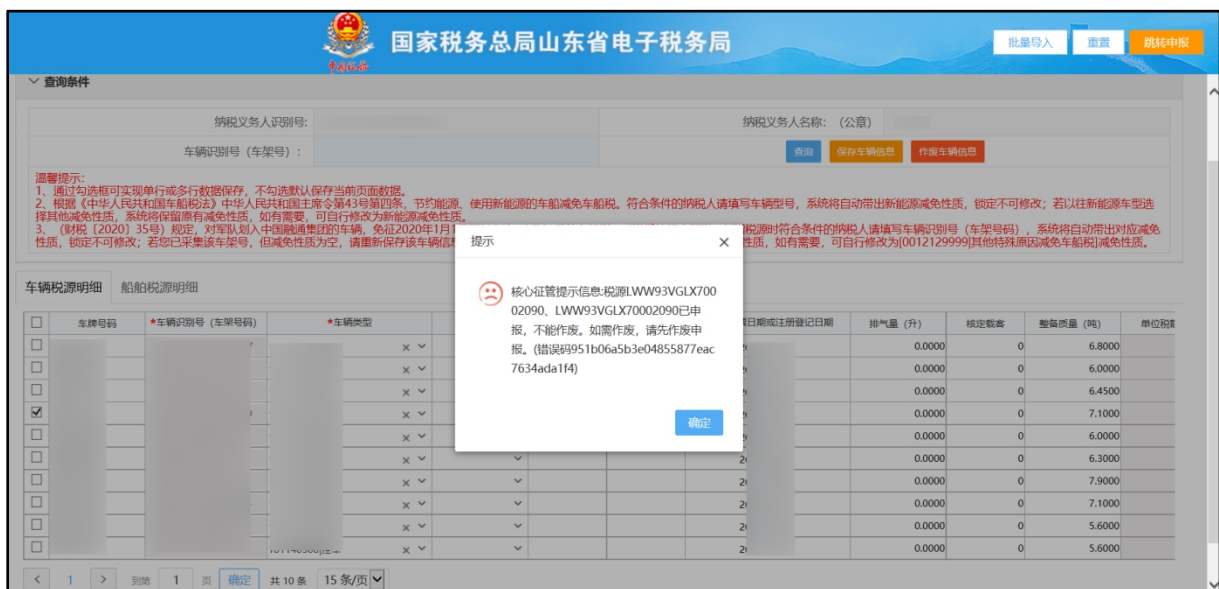 中国税务
国家税务总局山东省电子税务局
批量导入 重置 跳转申报
查询条件
纳税义务人识别号: 纳税义务人名称: (公章)
车辆识别号 (车架号) : 查询 保存车辆信息 作废车辆信息
温馨提示:
1、通过勾选框可实现单行或多行数据保存，不勾选默认保存当前页面数据。
2、根据《中华人民共和国车船税法》中华人民共和国主席令第43号第四条，节约能源、使用新能源的车船减免车船税。符合条件的纳税人请填写车辆型号，系统将自动带出新能源减免性质，锁定不可修改；若以往新能源车型选
择其他减免性质，系统将保留原有减免性质，如有需要，可自行修改为新能源减免性质。
3、（财税〔2020〕35号）规定，对军队划入中国融通集团的车辆，免征2020年1月1 税源时符合条件的纳税人请填写车辆识别号（车架号码），系统将自动带出对应减免
性质，锁定不可修改；若您已采集该车架号，但减免性质为空，请重新保存该车辆信息 性质，如有需要，可自行修改为[0012129999|其他特殊原因减免车船税]减免性质。
提示 ×
核心征管提示信息:税源LWW93VGLX700
02090、LWW93VGLX70002090已申
报，不能作废。如需作废，请先作废申
报。(错误码951b06a5b3e04855877eac
7634ada1f4)
确定
车辆税源明细 船舶税源明细
车牌号码 *车辆识别号 (车架号码) *车辆类型 日期或注册登记日期 排气量 (升) 核定载客 整备质量 (吨) 单位税
0.0000 0 6.8000
0.0000 0 6.0000
0.0000 0 6.4500
0.0000 0 7.1000
0.0000 0 6.0000
0.0000 0 6.3000
0.0000 0 7.9000
0.0000 0 7.1000
0.0000 0 5.6000
0.0000 0 5.6000
< 1 > 到第 1 页 确定 共 10 条 15 条/页